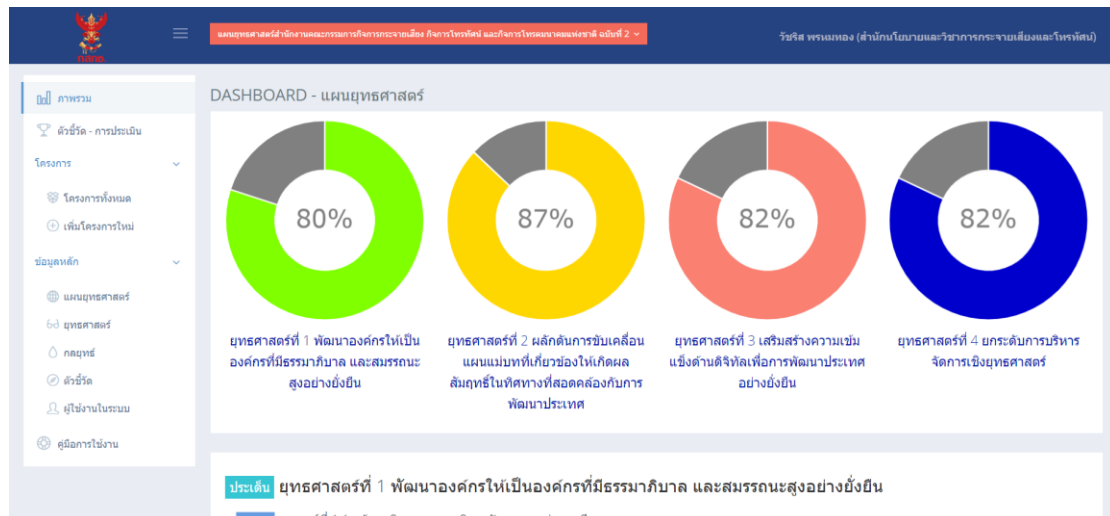 กสทช.
แผนยุทธศาสตร์สำนักงานคณะกรรมการกิจการกระจายเสียง กิจการโทรทัศน์ และกิจการโทรคมนาคมแห่งชาติ ฉบับที่ 2
วัชริส พรหมทอง (สำนักนโยบายและวิชาการกระจายเสียงและโทรทัศน์)
ภาพรวม
ตัวชี้วัด - การประเมิน
โครงการ
โครงการทั้งหมด
เพิ่มโครงการใหม่
ข้อมูลหลัก
แผนยุทธศาสตร์
ยุทธศาสตร์
กลยุทธ์
ตัวชี้วัด
ผู้ใช้งานในระบบ
คู่มือการใช้งาน
DASHBOARD - แผนยุทธศาสตร์
80%
ยุทธศาสตร์ที่ 1 พัฒนาองค์กรให้เป็น
องค์กรที่มีธรรมาภิบาล และสมรรถนะ
สูงอย่างยั่งยืน
87%
ยุทธศาสตร์ที่ 2 ผลักดันการขับเคลื่อน
แผนแม่บทที่เกี่ยวข้องให้เกิดผล
สัมฤทธิ์ในทิศทางที่สอดคล้องกับการ
พัฒนาประเทศ
82%
ยุทธศาสตร์ที่ 3 เสริมสร้างความเข้ม
แข็งด้านดิจิทัลเพื่อการพัฒนาประเทศ
อย่างยั่งยืน
82%
ยุทธศาสตร์ที่ 4 ยกระดับการบริหาร
จัดการเชิงยุทธศาสตร์
ประเด็น ยุทธศาสตร์ที่ 1 พัฒนาองค์กรให้เป็นองค์กรที่มีธรรมาภิบาล และสมรรถนะสูงอย่างยั่งยืน